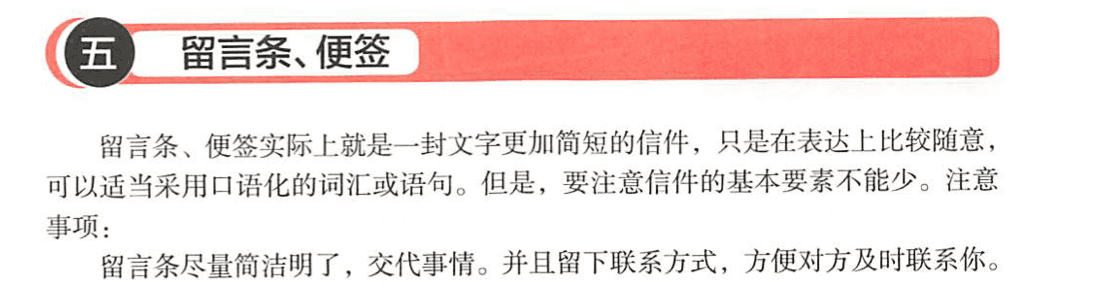 五 留言条、便签
留言条、便签实际上就是一封文字更加简短的信件，只是在表达上比较随意，
可以适当采用口语化的词汇或语句。但是，要注意信件的基本要素不能少。注意
事项：
留言条尽量简洁明了，交代事情。并且留下联系方式，方便对方及时联系你。